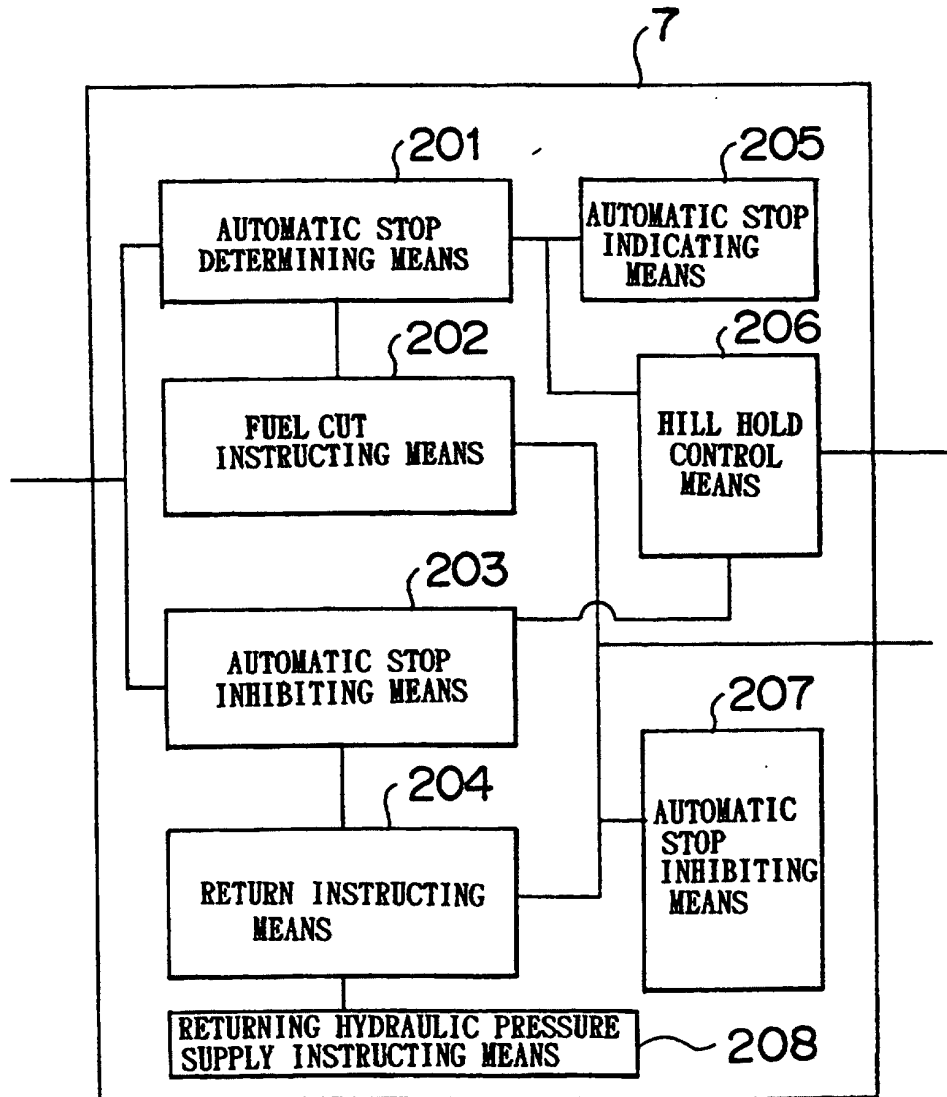 7
201
AUTOMATIC STOP
DETERMINING MEANS
205
AUTOMATIC STOP
INDICATING
MEANS
202
FUEL CUT
INSTRUCTING MEANS
206
HILL HOLD
CONTROL
MEANS
203
AUTOMATIC STOP
INHIBITING MEANS
207
AUTOMATIC
STOP
INHIBITING
MEANS
204
RETURN INSTRUCTING
MEANS
RETURNING HYDRAULIC PRESSURE
SUPPLY INSTRUCTING MEANS
208